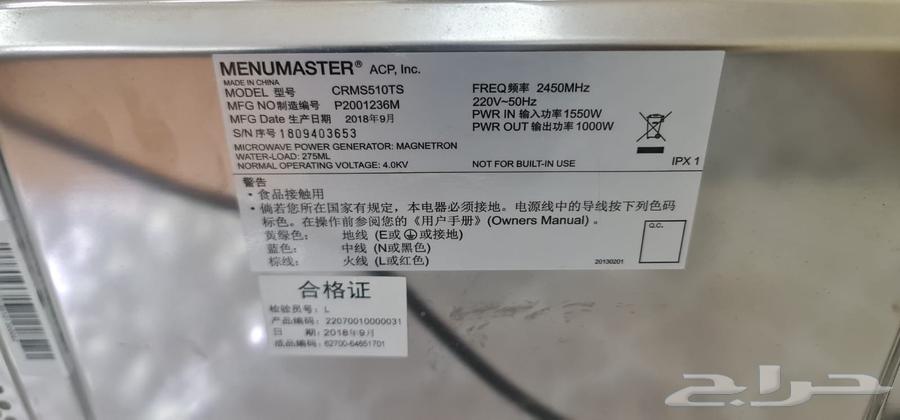 MENUMASTER® ACP, Inc.
MADE IN CHINA
MODEL 型号 CRMS510TS
MFG NO制造编号 P2001236M
MFG Date 生产日期 2018年9月
S/N 序号 1809403653
MICROWAVE POWER GENERATOR: MAGNETRON
WATER-LOAD: 275ML
NORMAL OPERATING VOLTAGE: 4.0KV
FREQ频率 2450MHz
220V~50Hz
PWR IN 输入功率1550W
PWR OUT 输出功率1000W
NOT FOR BUILT-IN USE
IPX 1
警告
・食品接触用
・倘若您所在国家有规定，本电器必须接地。电源线中的导线按下列色码
标色。在操作前参阅您的《用户手册》(Owners Manual) 。
黄绿色： 地线 (E或⏚或接地)
蓝色： 中线 (N或黑色)
棕线： 火线 (L或红色)
Q.C.
20130201
合格证
检验员号：L
产品编码：22070010000031
日 期：2018年9月
成品编码：62700-64651701
حراج